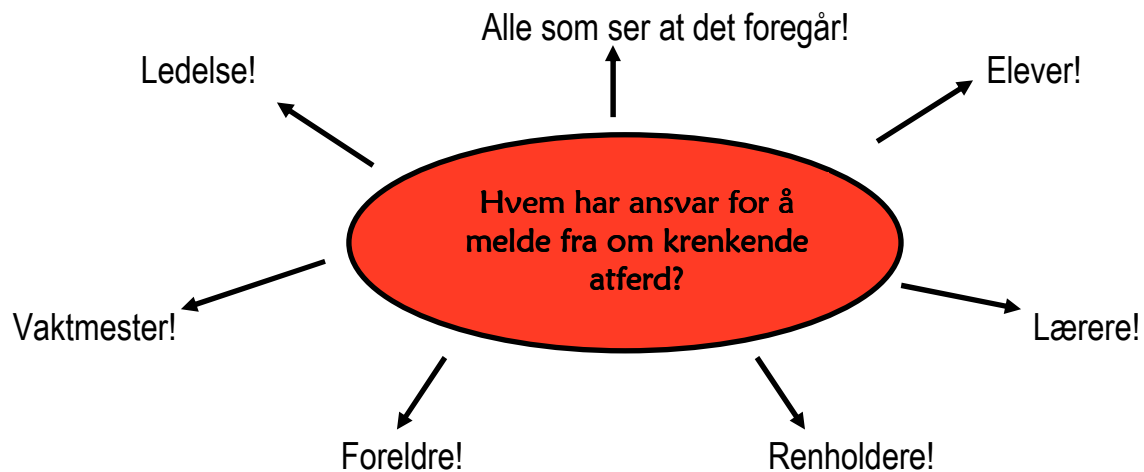 Alle som ser at det foregår!
Ledelse!
Elever!
Hvem har ansvar for å
melde fra om krenkende
atferd?
Vaktmester!
Lærere!
Foreldre!
Renholdere!